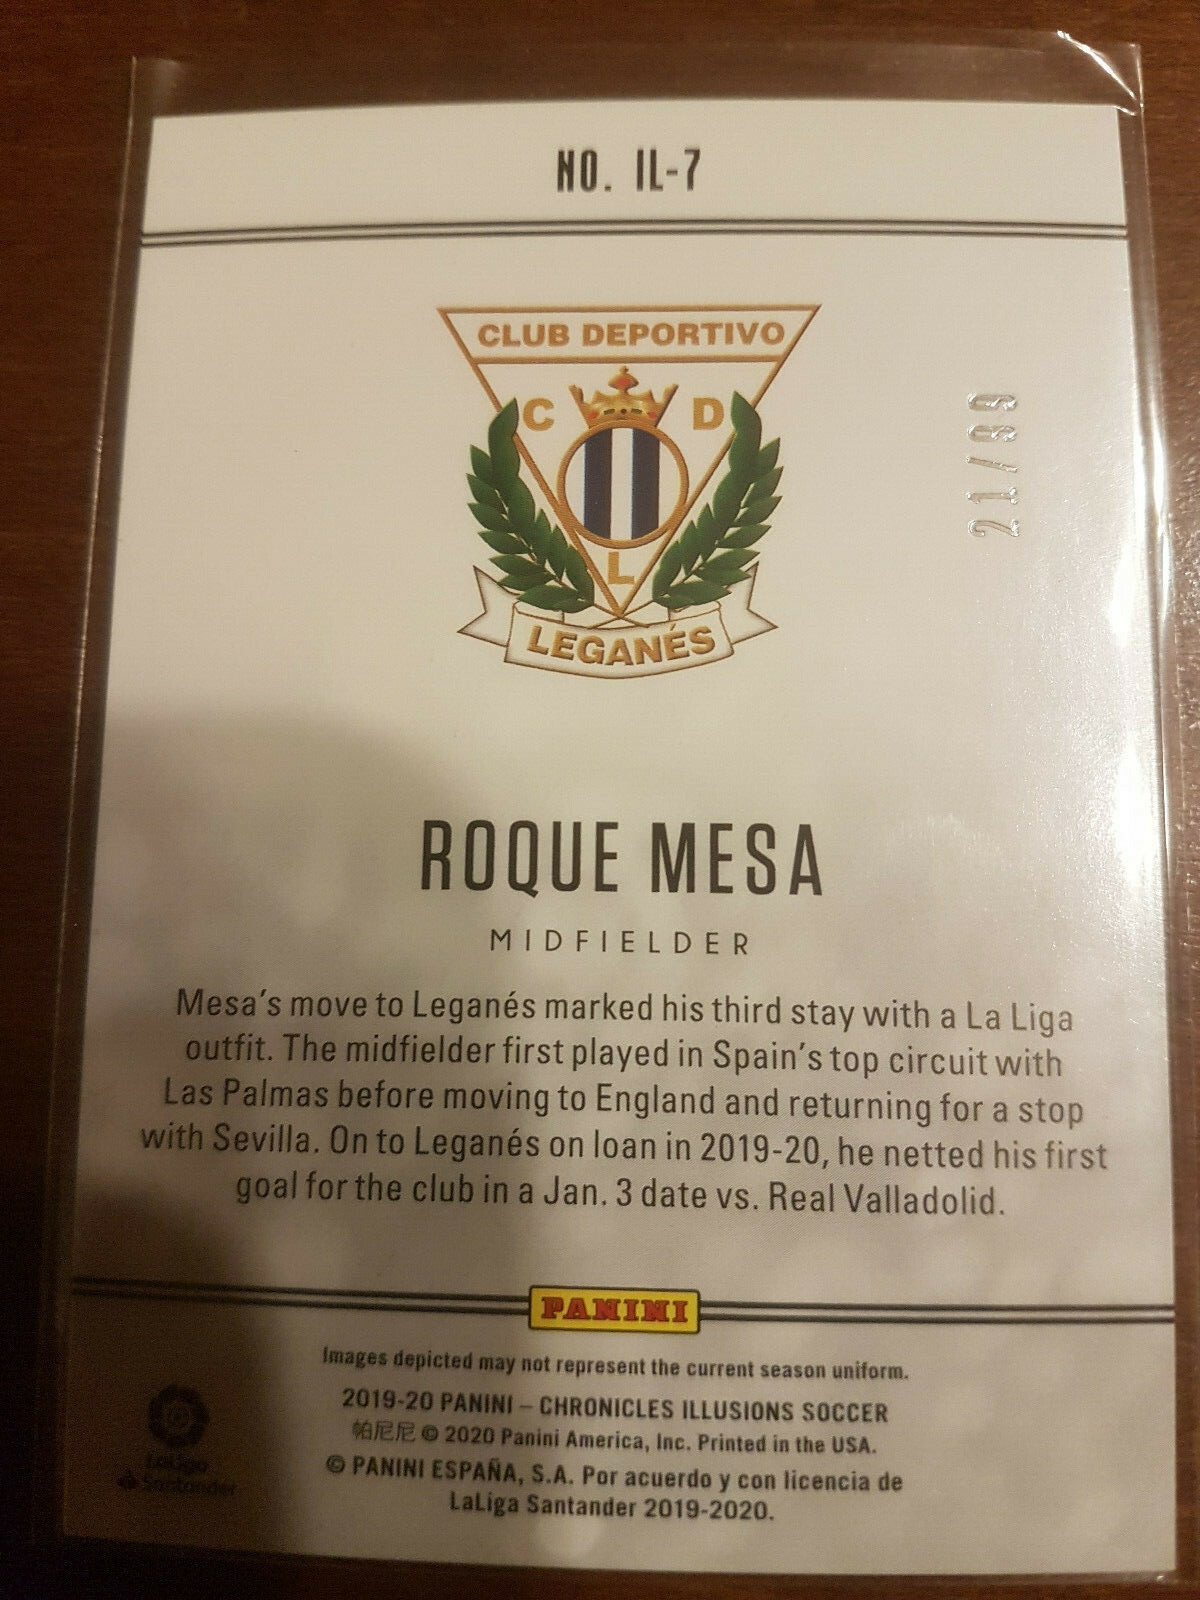 NO. IL-7
CLUB DEPORTIVO
C D
L
LEGANÉS
21/99
ROQUE MESA
MIDFIELDER
Mesa's move to Leganés marked his third stay with a La Liga
outfit. The midfielder first played in Spain's top circuit with
Las Palmas before moving to England and returning for a stop
with Sevilla. On to Leganés on loan in 2019-20, he netted his first
goal for the club in a Jan. 3 date vs. Real Valladolid.
PANINI
Images depicted may not represent the current season uniform.
2019-20 PANINI – CHRONICLES ILLUSIONS SOCCER
帕尼尼 © 2020 Panini America, Inc. Printed in the USA.
© PANINI ESPAÑA, S.A. Por acuerdo y con licencia de
LaLiga Santander 2019-2020.
LaLiga
Santander